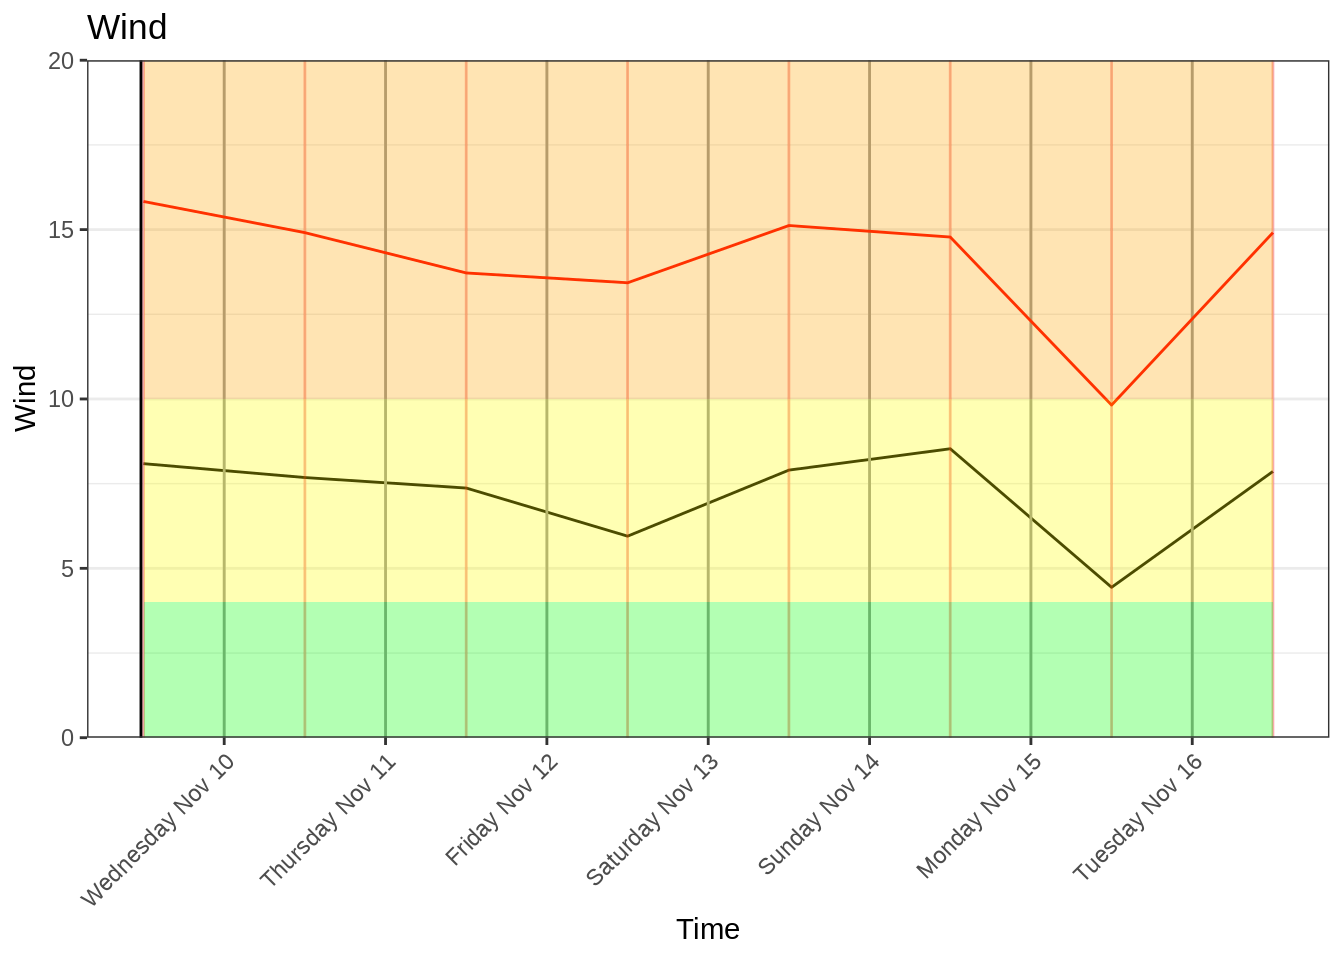 Wind
20
15
10
5
0
Wind
Wednesday Nov 10
Thursday Nov 11
Friday Nov 12
Saturday Nov 13
Sunday Nov 14
Monday Nov 15
Tuesday Nov 16
Time